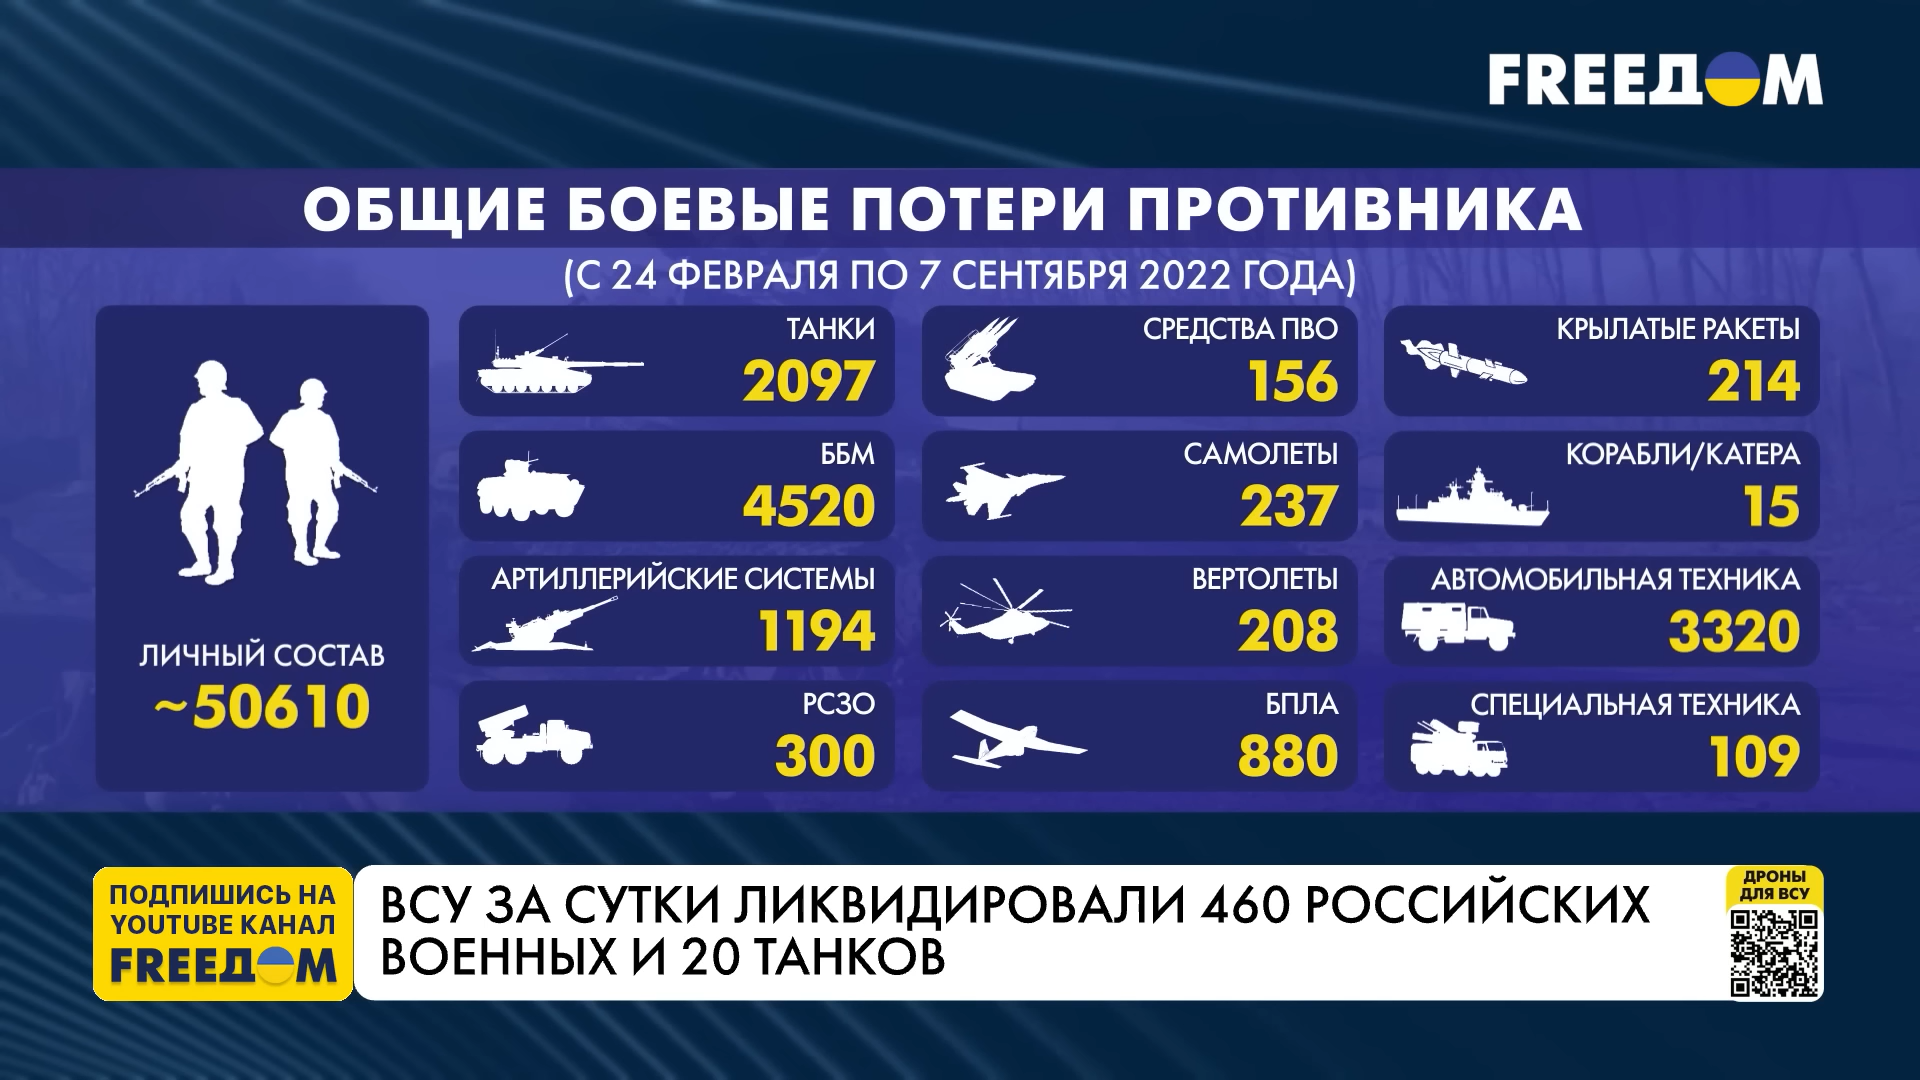 FREEДOM
ОБЩИЕ БОЕВЫЕ ПОТЕРИ ПРОТИВНИКА
(С 24 ФЕВРАЛЯ ПО 7 СЕНТЯБРЯ 2022 ГОДА)
ЛИЧНЫЙ СОСТАВ
~50610
ТАНКИ
2097
ББМ
4520
АРТИЛЛЕРИЙСКИЕ СИСТЕМЫ
1194
РСЗО
300
СРЕДСТВА ПВО
156
САМОЛЕТЫ
237
ВЕРТОЛЕТЫ
208
БПЛА
880
КРЫЛАТЫЕ РАКЕТЫ
214
КОРАБЛИ/КАТЕРА
15
АВТОМОБИЛЬНАЯ ТЕХНИКА
3320
СПЕЦИАЛЬНАЯ ТЕХНИКА
109
ПОДПИШИСЬ НА
YOUTUBE КАНАЛ
FREEДOM
ВСУ ЗА СУТКИ ЛИКВИДИРОВАЛИ 460 РОССИЙСКИХ
ВОЕННЫХ И 20 ТАНКОВ
ДРОНЫ
ДЛЯ ВСУ